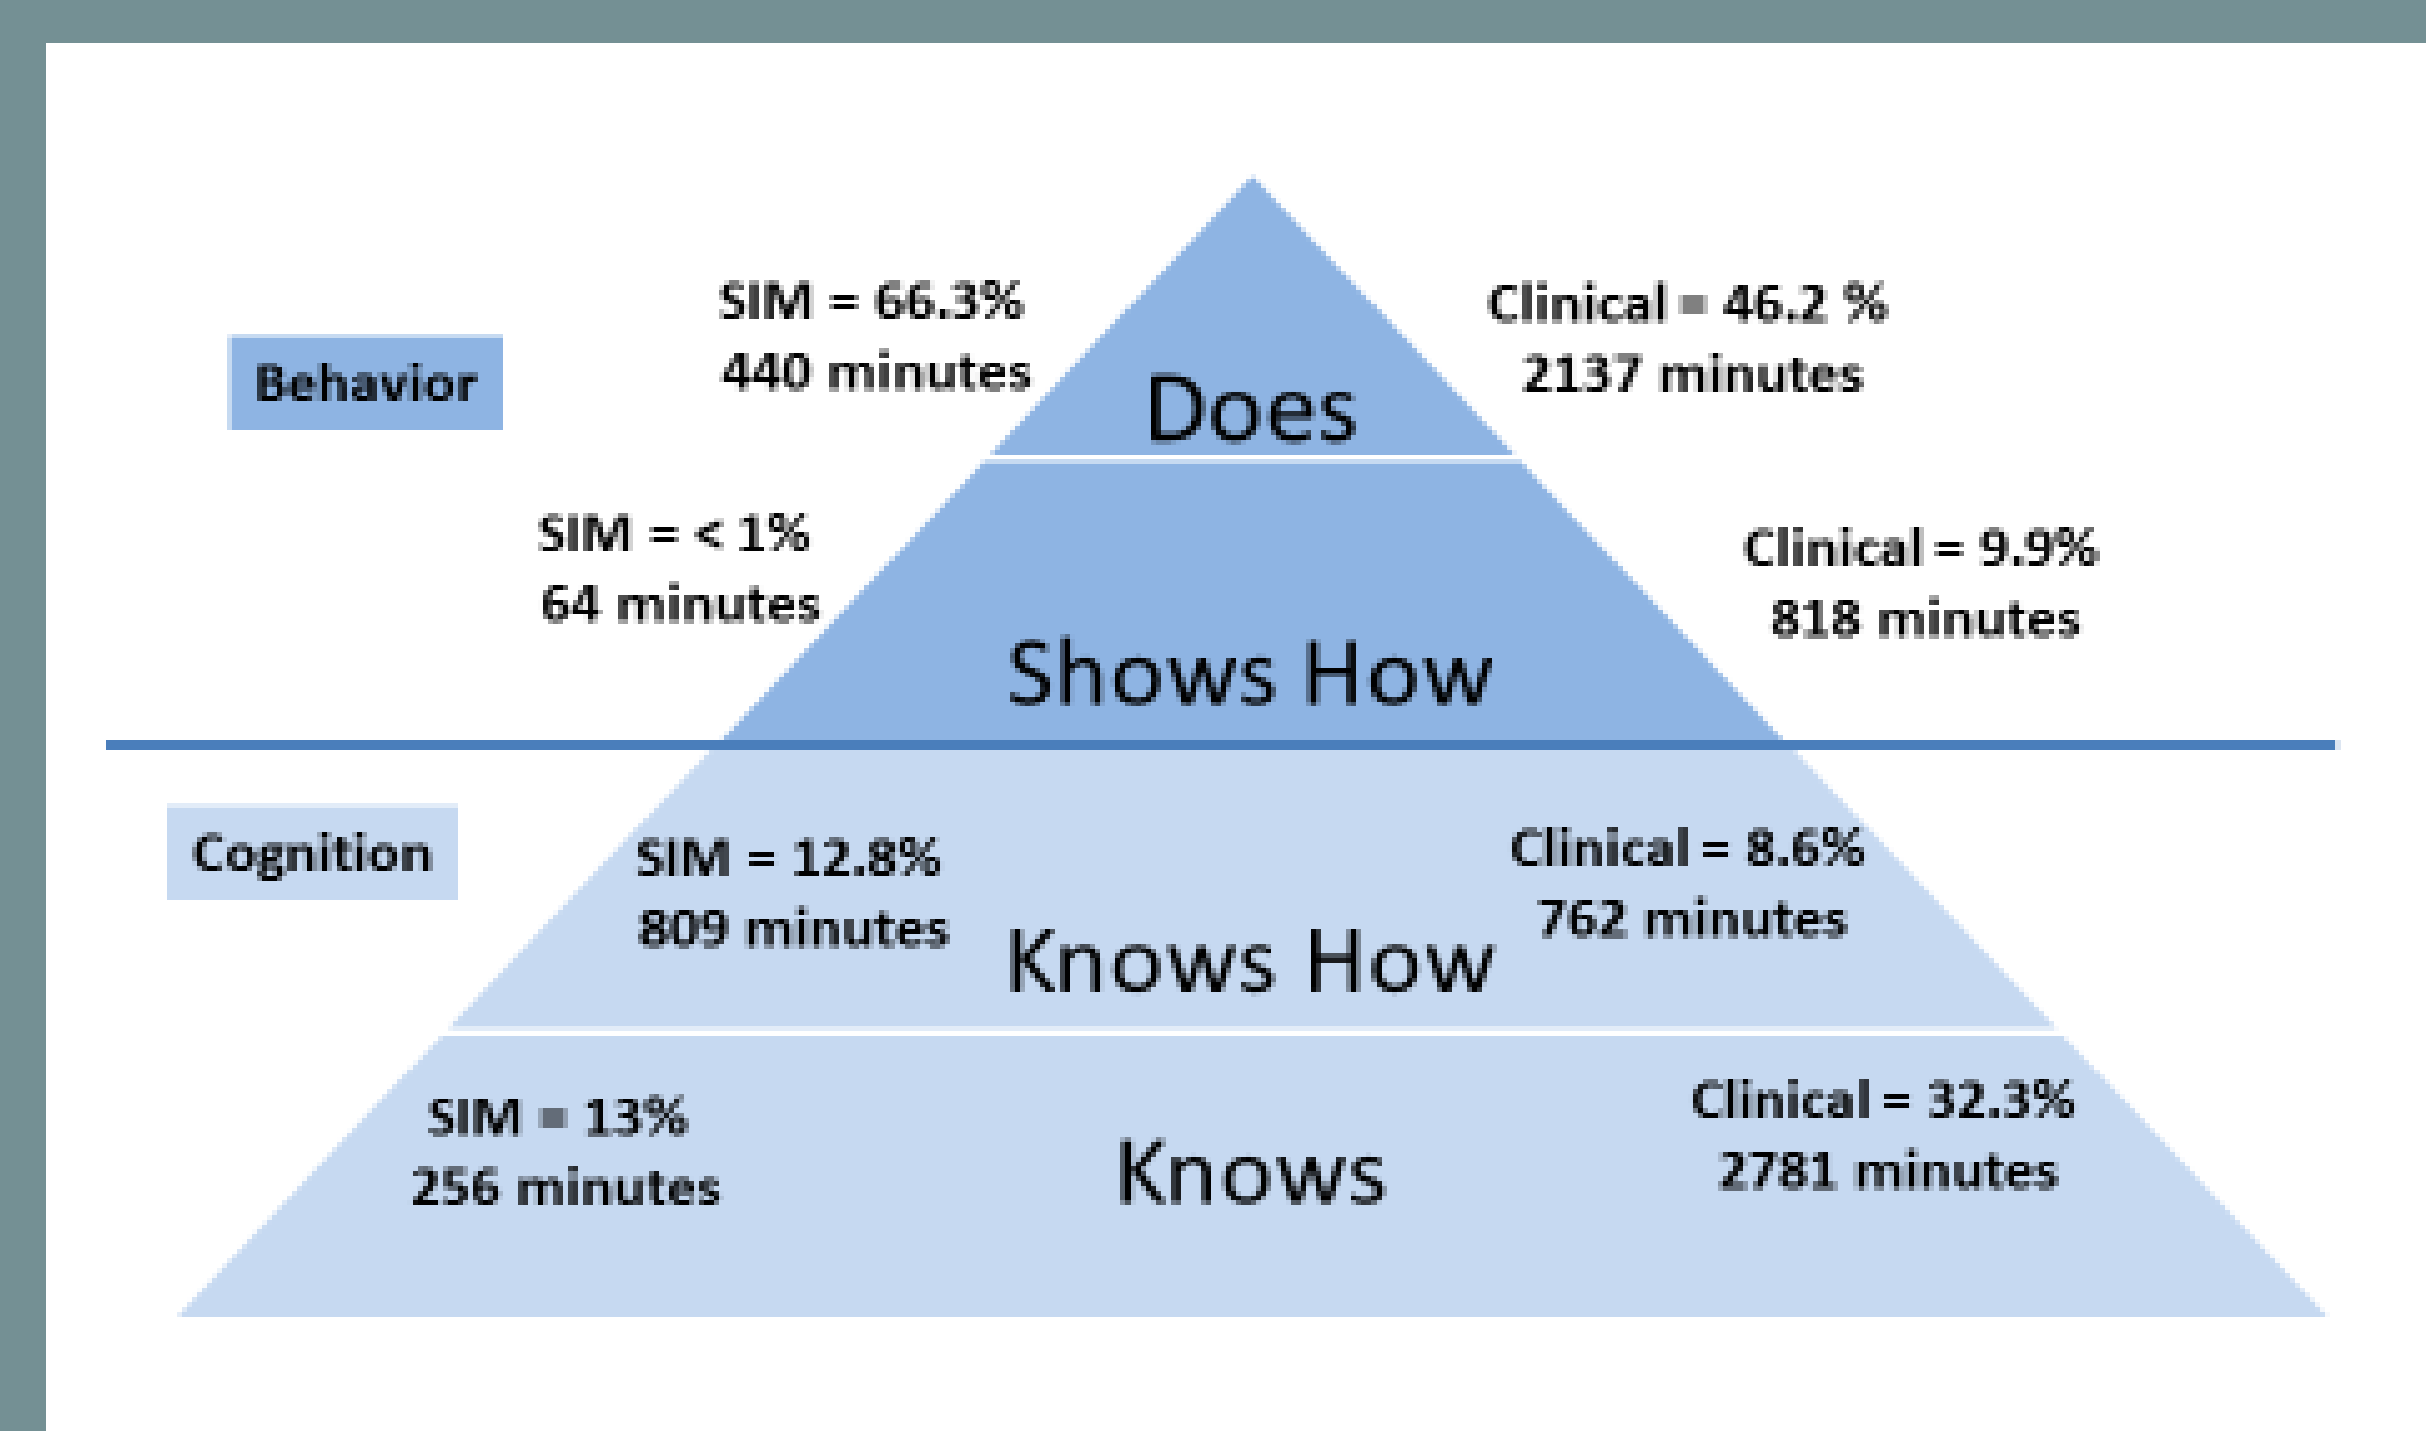 SIM = 66.3%
440 minutes
Clinical = 46.2 %
2137 minutes
Behavior
Does
SIM = < 1%
64 minutes
Clinical = 9.9%
818 minutes
Shows How
Cognition
SIM = 12.8%
809 minutes
Clinical = 8.6%
762 minutes
Knows How
SIM = 13%
256 minutes
Clinical = 32.3%
2781 minutes
Knows